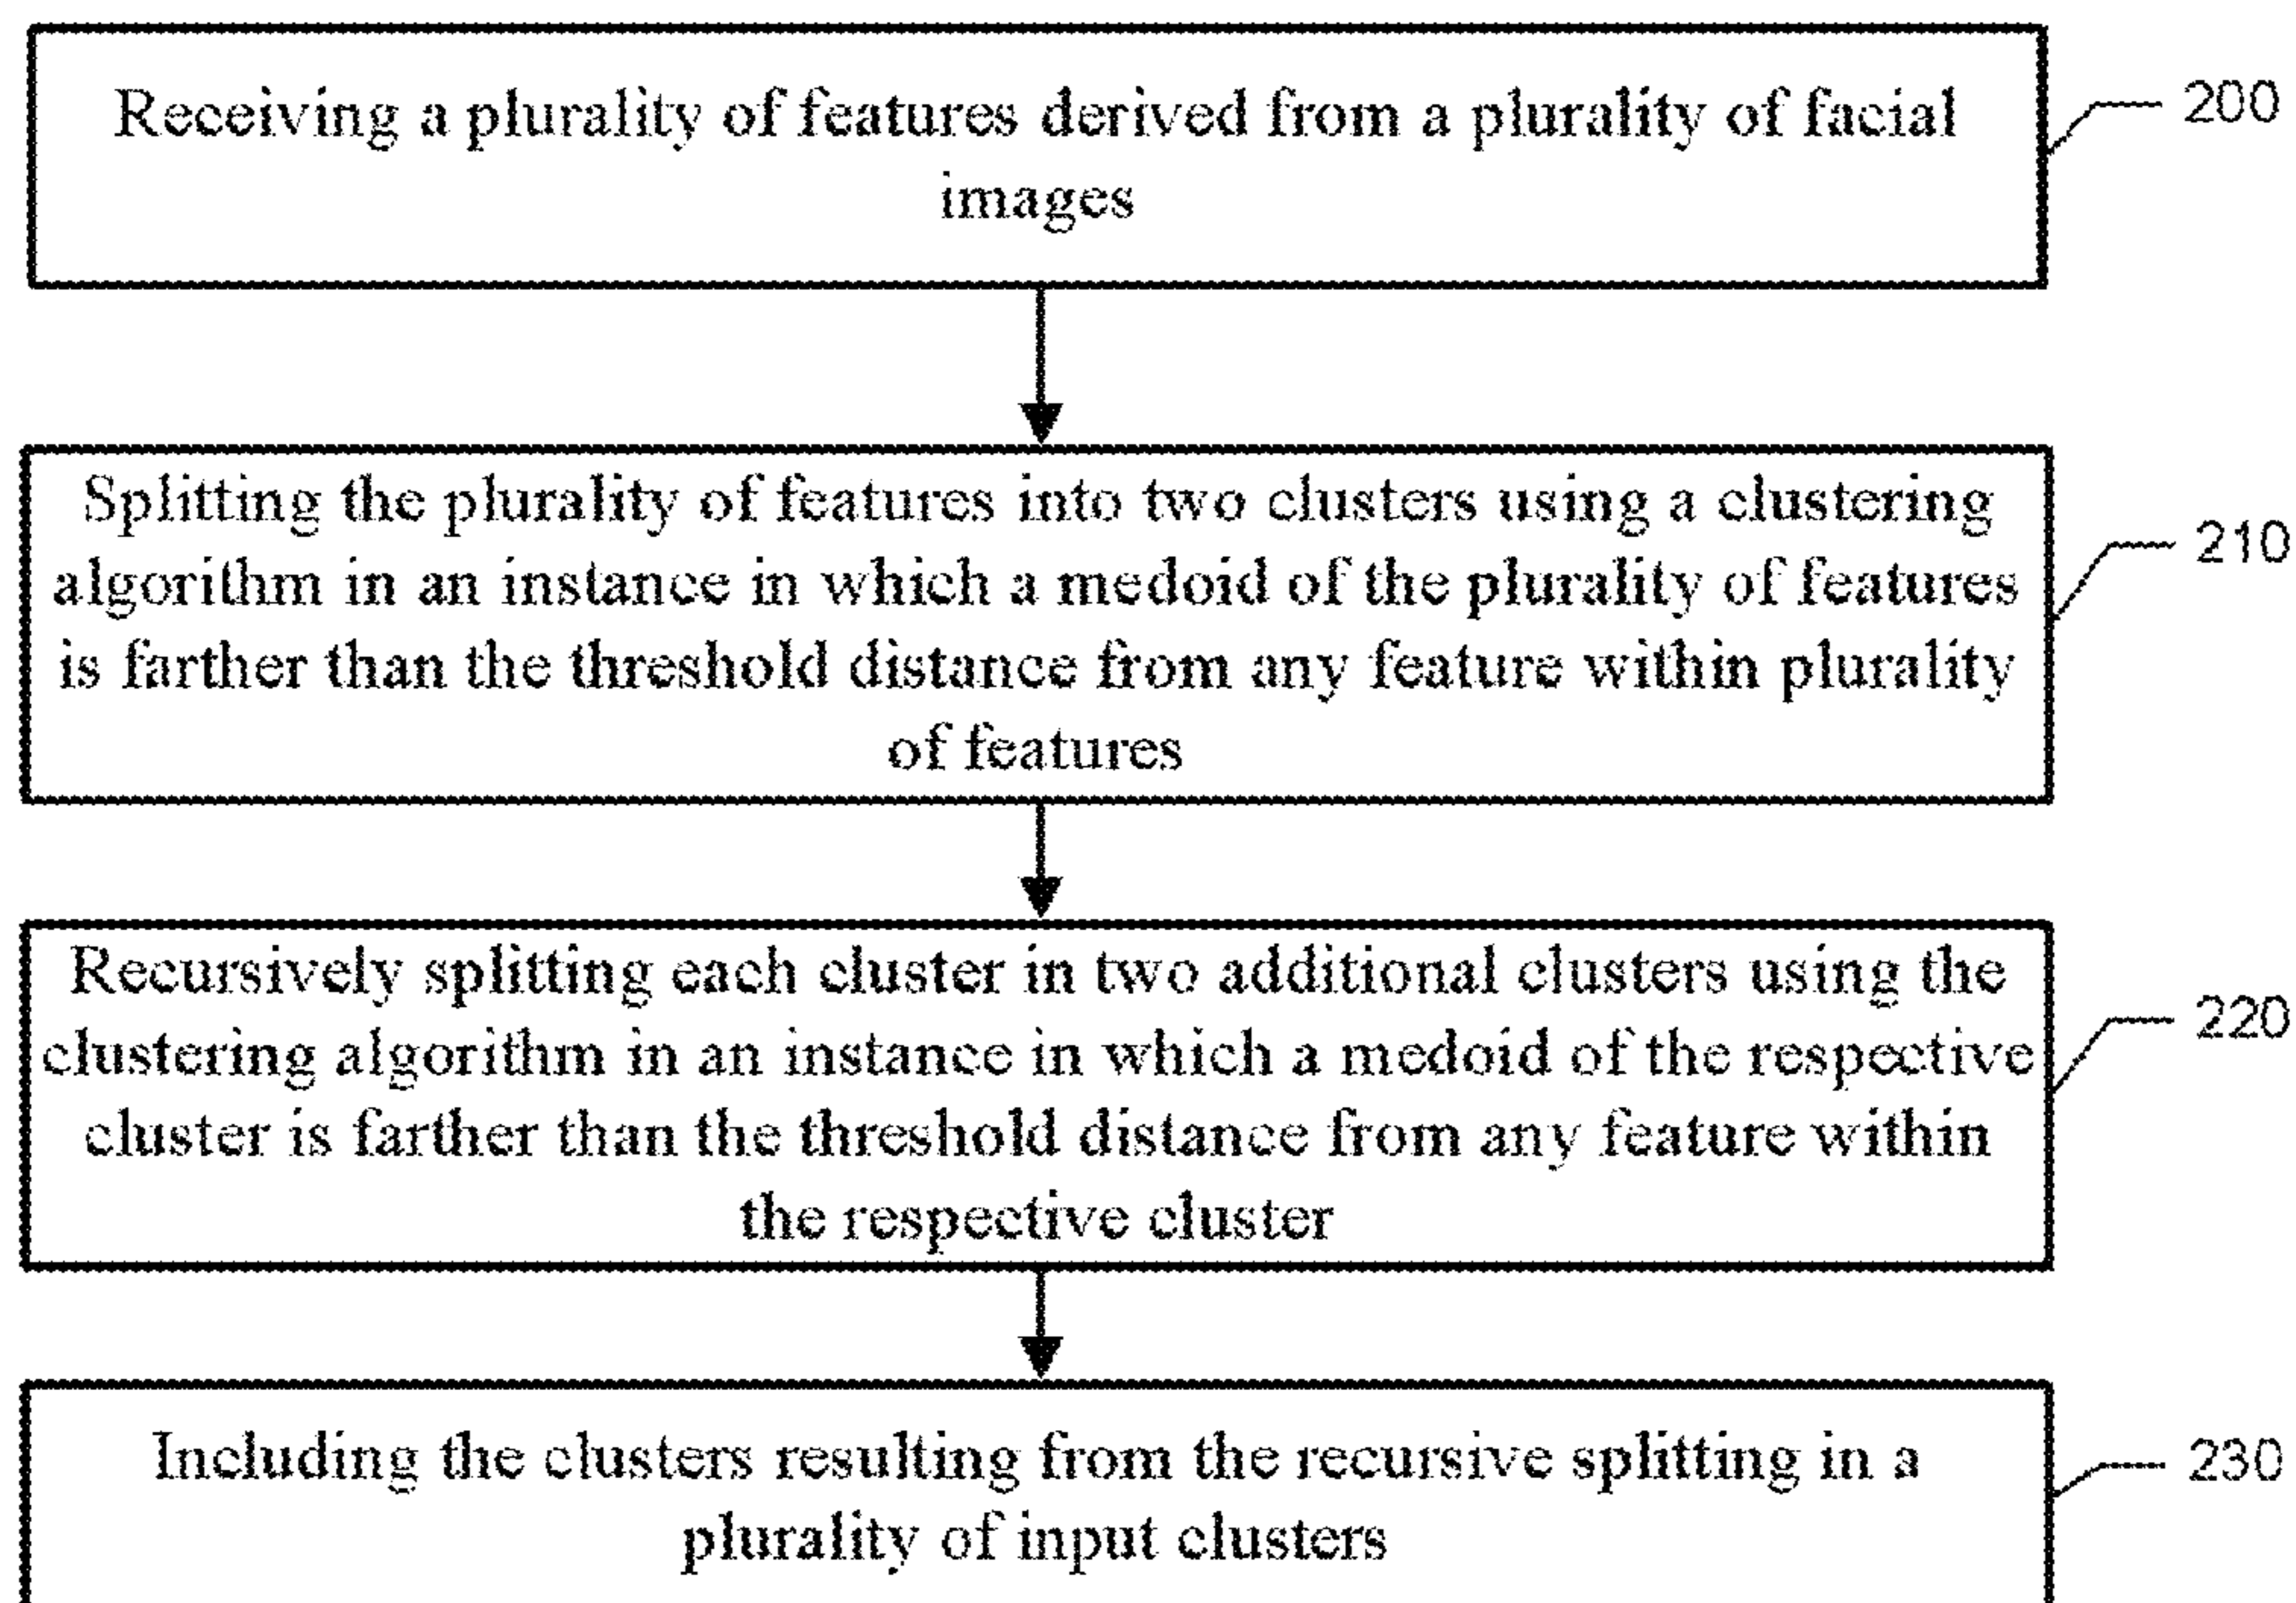 Receiving a plurality of features derived from a plurality of facial
images
200
Splitting the plurality of features into two clusters using a clustering
algorithm in an instance in which a medoid of the plurality of features
is farther than the threshold distance from any feature within plurality
of features
210
Recursively splitting each cluster in two additional clusters using the
clustering algorithm in an instance in which a medoid of the respective
cluster is farther than the threshold distance from any feature within
the respective cluster
220
Including the clusters resulting from the recursive splitting in a
plurality of input clusters
230